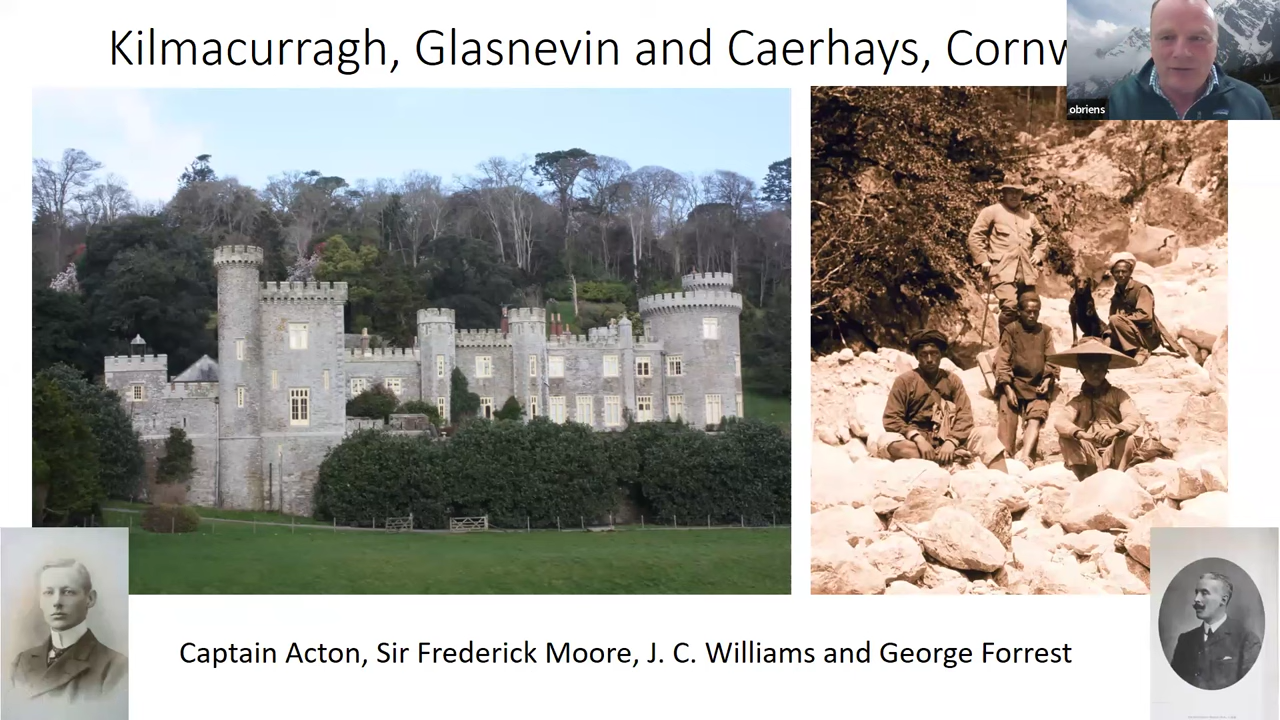 Kilmacurragh, Glasnevin and Caerhays, Cornw
obriens
Captain Acton, Sir Frederick Moore, J. C. Williams and George Forrest